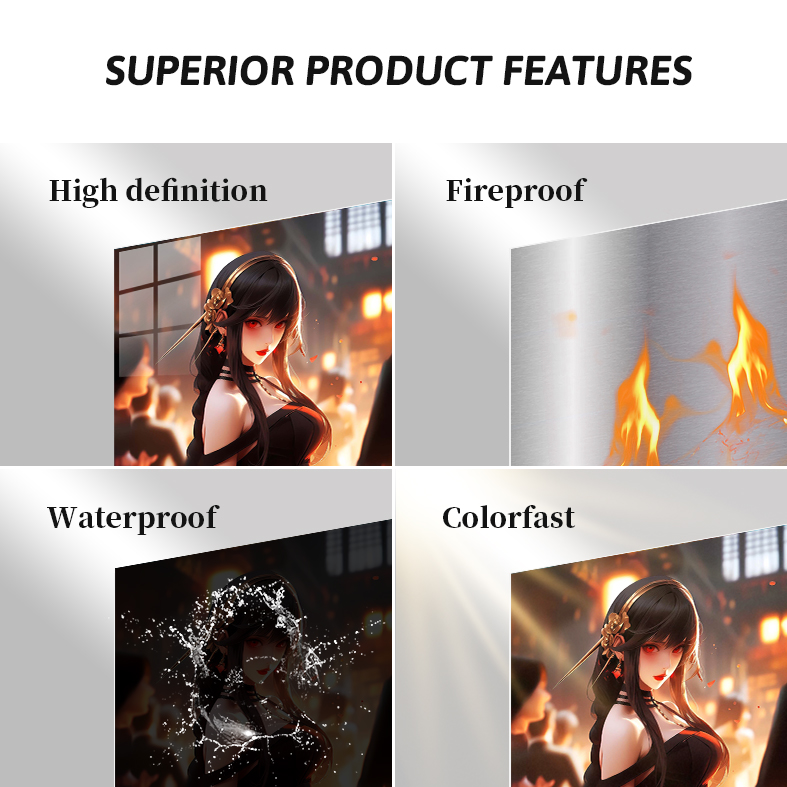 SUPERIOR PRODUCT FEATURES
High definition
Fireproof
Waterproof
Colorfast